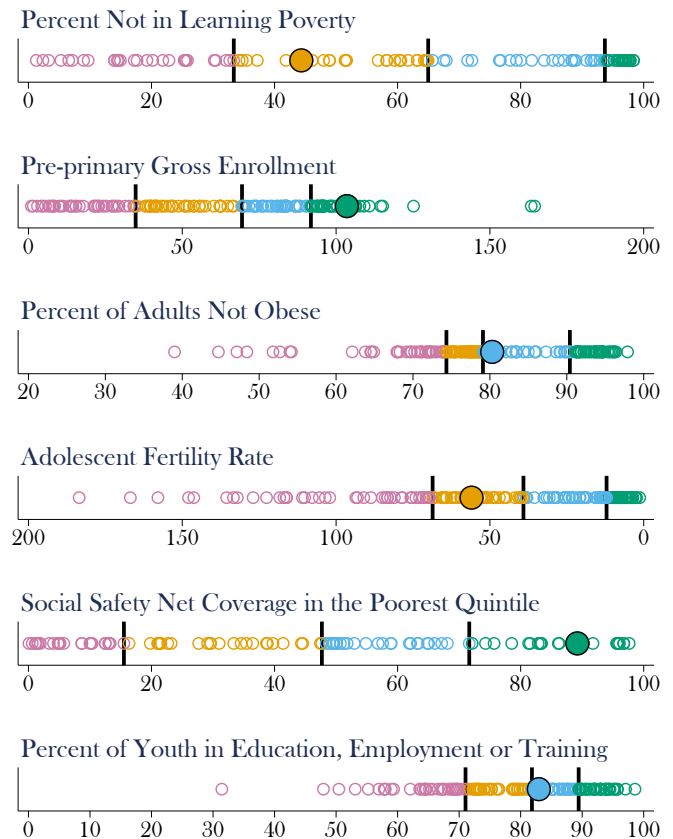 Percent Not in Learning Poverty
0 20 40 60 80 100
Pre-primary Gross Enrollment
0 50 100 150 200
Percent of Adults Not Obese
20 30 40 50 60 70 80 90 100
Adolescent Fertility Rate
200 150 100 50 0
Social Safety Net Coverage in the Poorest Quintile
0 20 40 60 80 100
Percent of Youth in Education, Employment or Training
0 10 20 30 40 50 60 70 80 90 100